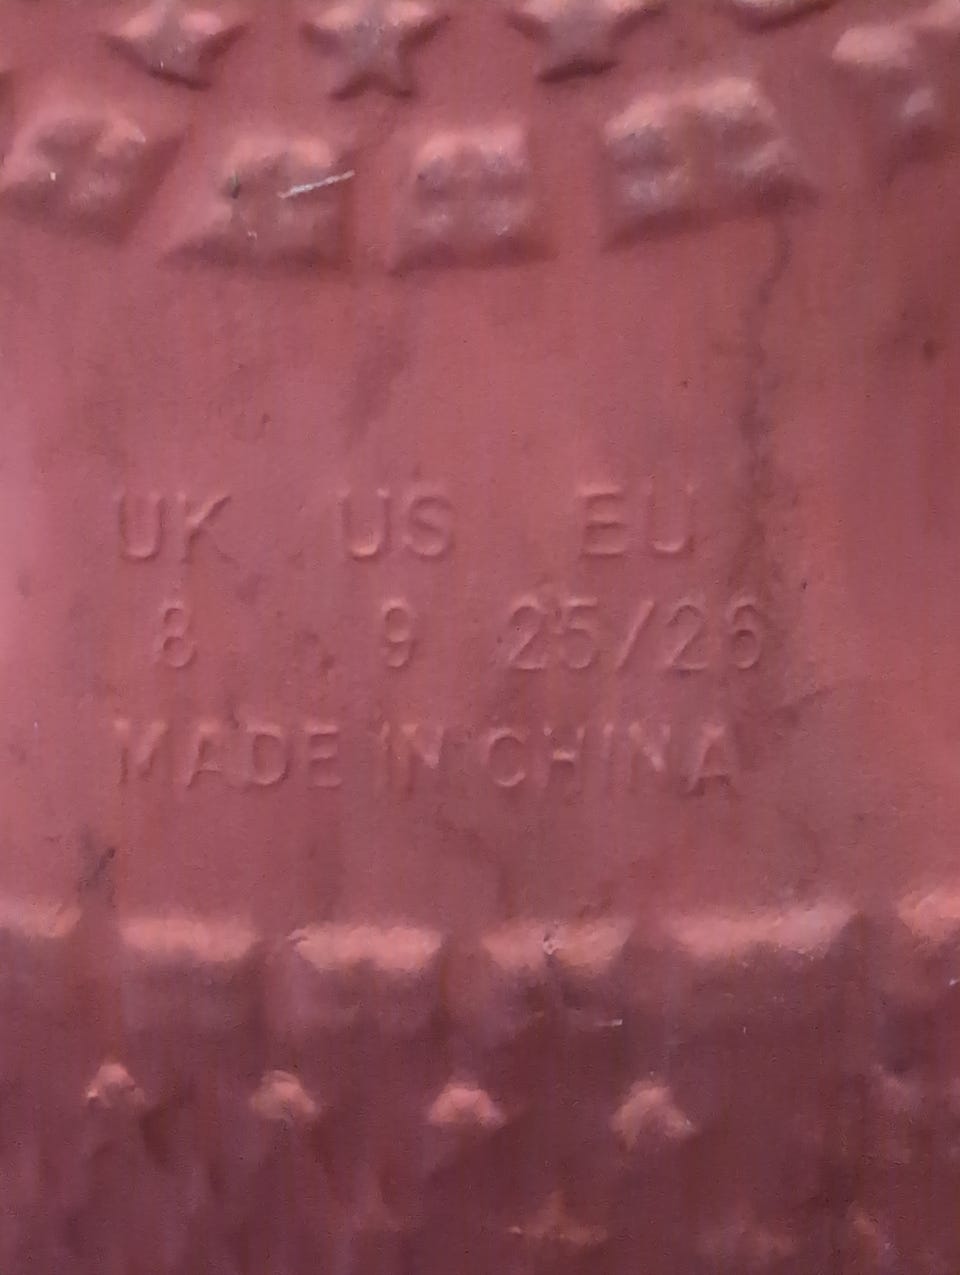 UK US EU
8 9 25/26
MADE IN CHINA